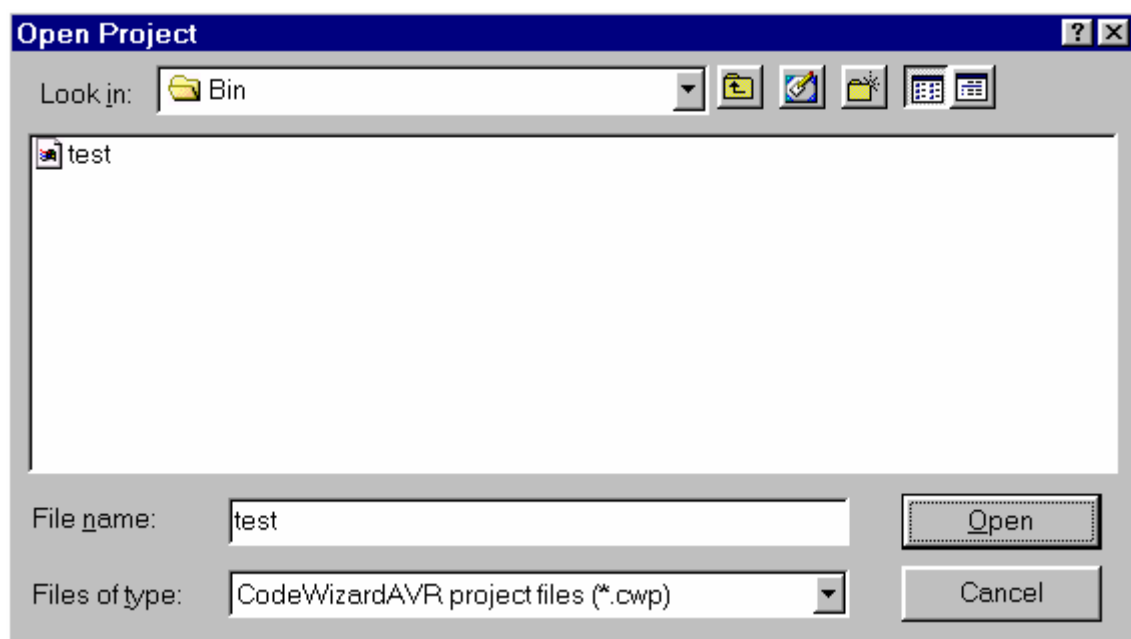 Open Project
Look in: Bin
test
File name: test Open
Files of type: CodeWizardAVR project files (*.cwp) Cancel